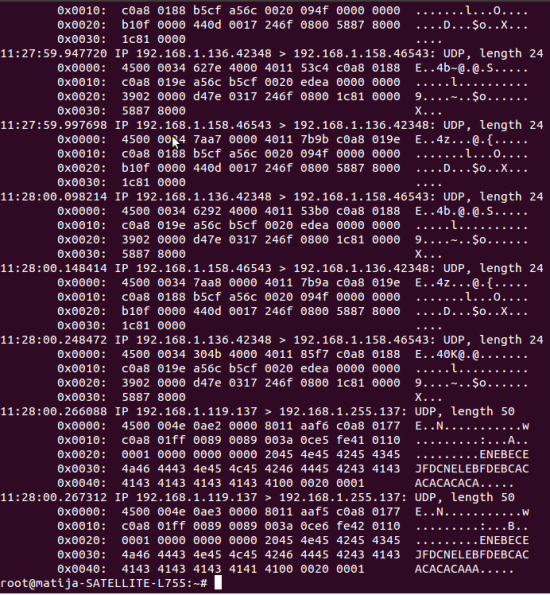 0x0010: c0a8 0188 b5cf a56c 0020 094f 0000 0000 .......l...O....
0x0020: b10f 0000 440d 0017 246f 0800 5887 8000 ....D...$o..X...
0x0030: 1c81 0000 ....
11:27:59.947720 IP 192.168.1.136.42348 > 192.168.1.158.46543: UDP, length 24
0x0000: 4500 0034 627e 4000 4011 53c4 c0a8 0188 E..4b~@.@.S.....
0x0010: c0a8 019e a56c b5cf 0020 edea 0000 0000 .....l..........
0x0020: 3902 0000 d47e 0317 246f 0800 1c81 0000 9....~..$o......
0x0030: 5887 8000 X...
11:27:59.997698 IP 192.168.1.158.46543 > 192.168.1.136.42348: UDP, length 24
0x0000: 4500 0034 7aa7 0000 4011 7b9b c0a8 019e E..4z...@.{.....
0x0010: c0a8 0188 b5cf a56c 0020 094f 0000 0000 .......l...O....
0x0020: b10f 0000 440d 0017 246f 0800 5887 8000 ....D...$o..X...
0x0030: 1c81 0000 ....
11:28:00.098214 IP 192.168.1.136.42348 > 192.168.1.158.46543: UDP, length 24
0x0000: 4500 0034 6292 4000 4011 53b0 c0a8 0188 E..4b.@.@.S.....
0x0010: c0a8 019e a56c b5cf 0020 edea 0000 0000 .....l..........
0x0020: 3902 0000 d47e 0317 246f 0800 1c81 0000 9....~..$o......
0x0030: 5887 8000 X...
11:28:00.148414 IP 192.168.1.158.46543 > 192.168.1.136.42348: UDP, length 24
0x0000: 4500 0034 7aa8 0000 4011 7b9a c0a8 019e E..4z...@.{.....
0x0010: c0a8 0188 b5cf a56c 0020 094f 0000 0000 .......l...O....
0x0020: b10f 0000 440d 0017 246f 0800 5887 8000 ....D...$o..X...
0x0030: 1c81 0000 ....
11:28:00.248472 IP 192.168.1.136.42348 > 192.168.1.158.46543: UDP, length 24
0x0000: 4500 0034 304b 4000 4011 85f7 c0a8 0188 E..40K@.@.......
0x0010: c0a8 019e a56c b5cf 0020 edea 0000 0000 .....l..........
0x0020: 3902 0000 d47e 0317 246f 0800 1c81 0000 9....~..$o......
0x0030: 5887 8000 X...
11:28:00.266088 IP 192.168.1.119.137 > 192.168.1.255.137: UDP, length 50
0x0000: 4500 004e 0ae2 0000 8011 aaf6 c0a8 0177 E..N...........w
0x0010: c0a8 01ff 0089 0089 003a 0ce5 fe41 0110 .........:...A..
0x0020: 0001 0000 0000 0000 2045 4e45 4245 4345 .........ENEBECE
0x0030: 4a46 4443 4e45 4c45 4246 4445 4243 4143 JFDCNELEBFDEBCAC
0x0040: 4143 4143 4143 4143 4100 0020 0001 ACACACACA.....
11:28:00.267312 IP 192.168.1.119.137 > 192.168.1.255.137: UDP, length 50
0x0000: 4500 004e 0ae3 0000 8011 aaf5 c0a8 0177 E..N...........w
0x0010: c0a8 01ff 0089 0089 003a 0ce6 fe42 0110 .........:...B..
0x0020: 0001 0000 0000 0000 2045 4e45 4245 4345 .........ENEBECE
0x0030: 4a46 4443 4e45 4c45 4246 4445 4243 4143 JFDCNELEBFDEBCAC
0x0040: 4143 4143 4143 4141 4100 0020 0001 ACACACAAA.....
root@matija-SATELLITE-L755:~#